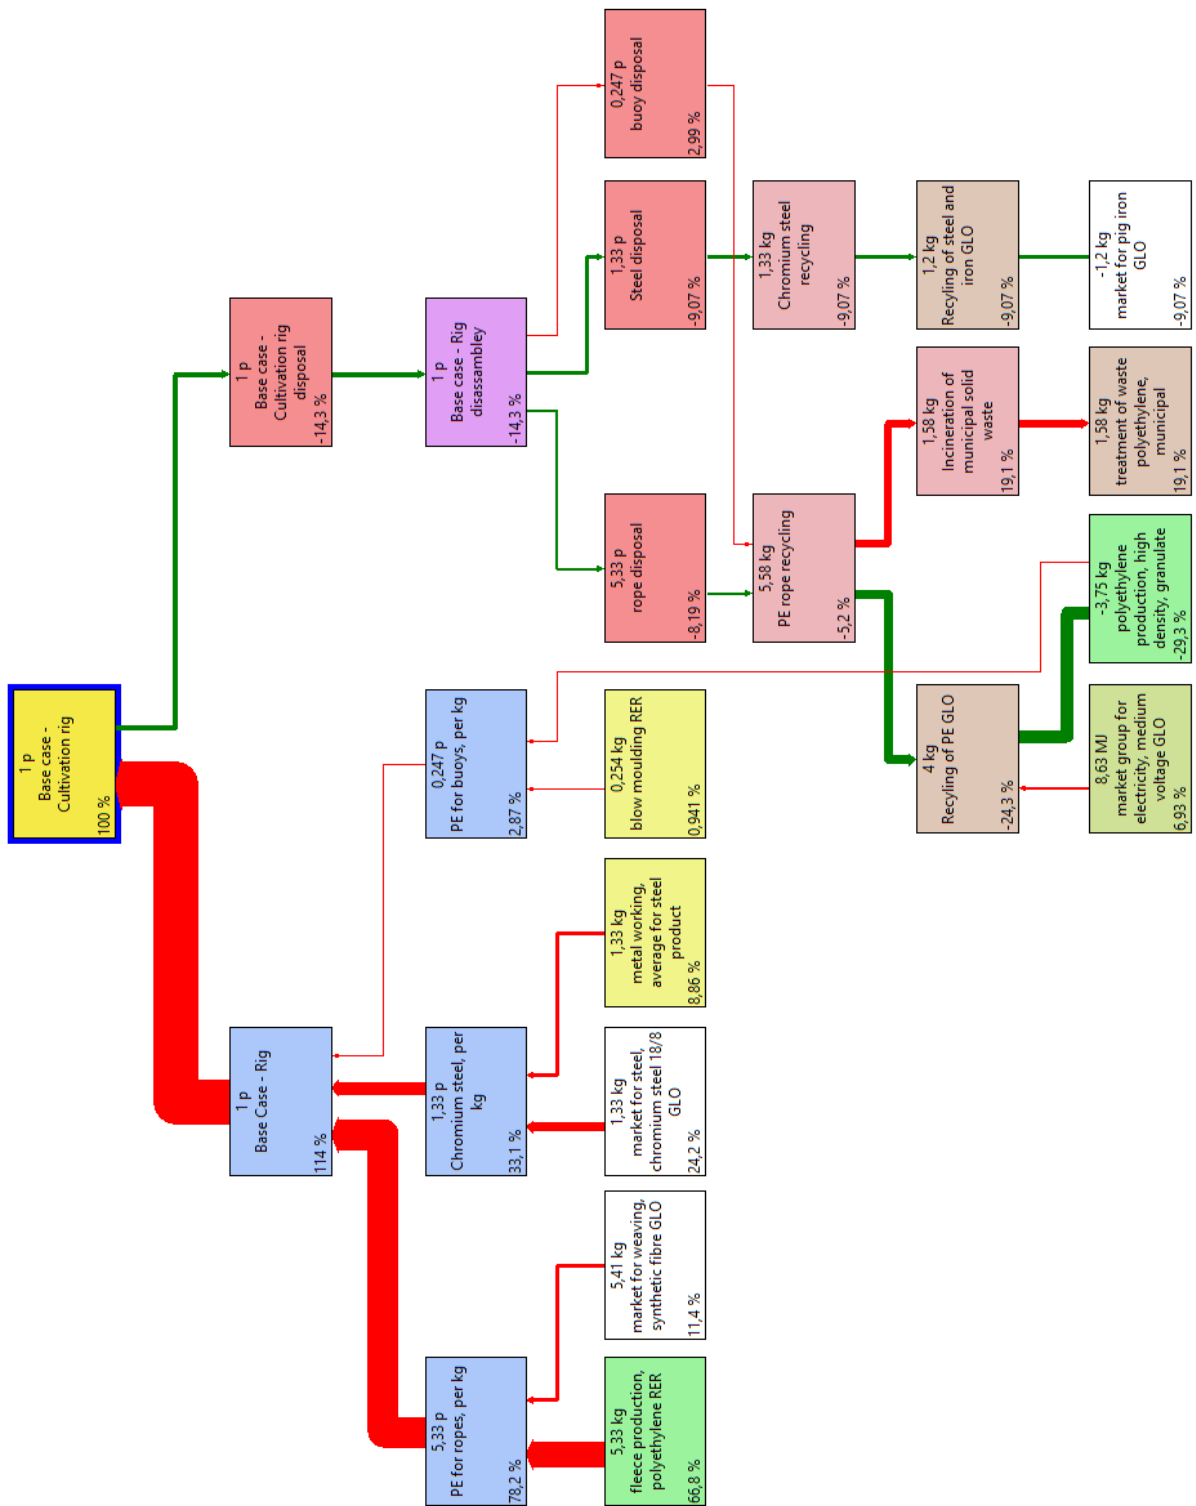 1 p
Base case -
Cultivation rig
100 %
1 p
Base Case - Rig
114 %
1 p
Base case -
Cultivation rig
disposal
-14,3 %
5,33 p
PE for ropes, per kg
78,2 %
1,33 p
Chromium steel, per
kg
33,1 %
0,247 p
PE for buoys, per kg
2,87 %
1 p
Base case - Rig
disassambley
-14,3 %
5,33 kg
fleece production,
polyethylene RER
66,8 %
5,41 kg
market for weaving,
synthetic fibre GLO
11,4 %
1,33 kg
market for steel,
chromium steel 18/8
GLO
24,2 %
1,33 kg
metal working,
average for steel
product
8,86 %
0,254 kg
blow moulding RER
0,941 %
5,33 p
rope disposal
-8,19 %
1,33 p
Steel disposal
-9,07 %
0,247 p
buoy disposal
2,99 %
5,58 kg
PE rope recycling
-5,2 %
1,33 kg
Chromium steel
recycling
-9,07 %
4 kg
Recyling of PE GLO
-24,3 %
1,58 kg
Incineration of
municipal solid
waste
19,1 %
1,2 kg
Recyling of steel and
iron GLO
-9,07 %
8,63 MJ
market group for
electricity, medium
voltage GLO
6,93 %
-3,75 kg
polyethylene
production, high
density, granulate
-29,3 %
1,58 kg
treatment of waste
polyethylene,
municipal
19,1 %
-1,2 kg
market for pig iron
GLO
-9,07 %